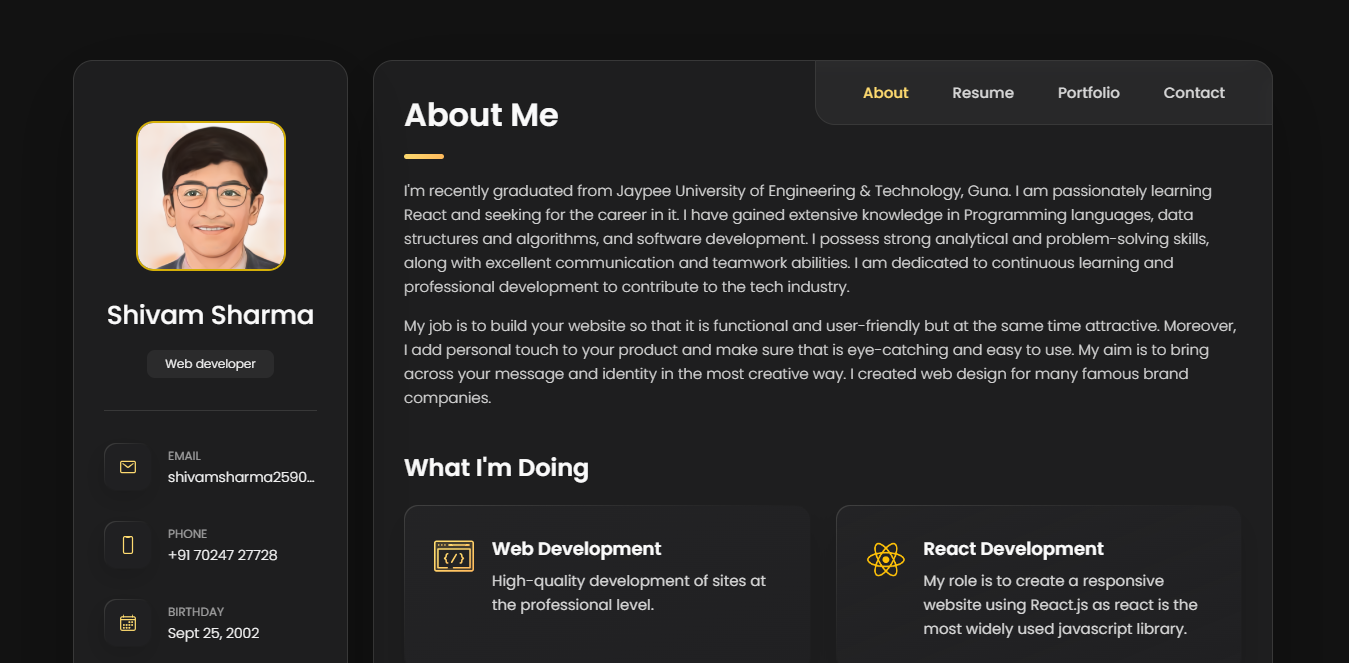 About
Resume
Portfolio
Contact
About Me
I'm recently graduated from Jaypee University of Engineering & Technology, Guna. I am passionately learning
React and seeking for the career in it. I have gained extensive knowledge in Programming languages, data
structures and algorithms, and software development. I possess strong analytical and problem-solving skills,
along with excellent communication and teamwork abilities. I am dedicated to continuous learning and
professional development to contribute to the tech industry.
My job is to build your website so that it is functional and user-friendly but at the same time attractive. Moreover,
I add personal touch to your product and make sure that is eye-catching and easy to use. My aim is to bring
across your message and identity in the most creative way. I created web design for many famous brand
companies.
Shivam Sharma
Web developer
EMAIL
shivamsharma2590...
PHONE
+91 70247 27728
BIRTHDAY
Sept 25, 2002
What I'm Doing
Web Development
High-quality development of sites at
the professional level.
React Development
My role is to create a responsive
website using React.js as react is the
most widely used javascript library.